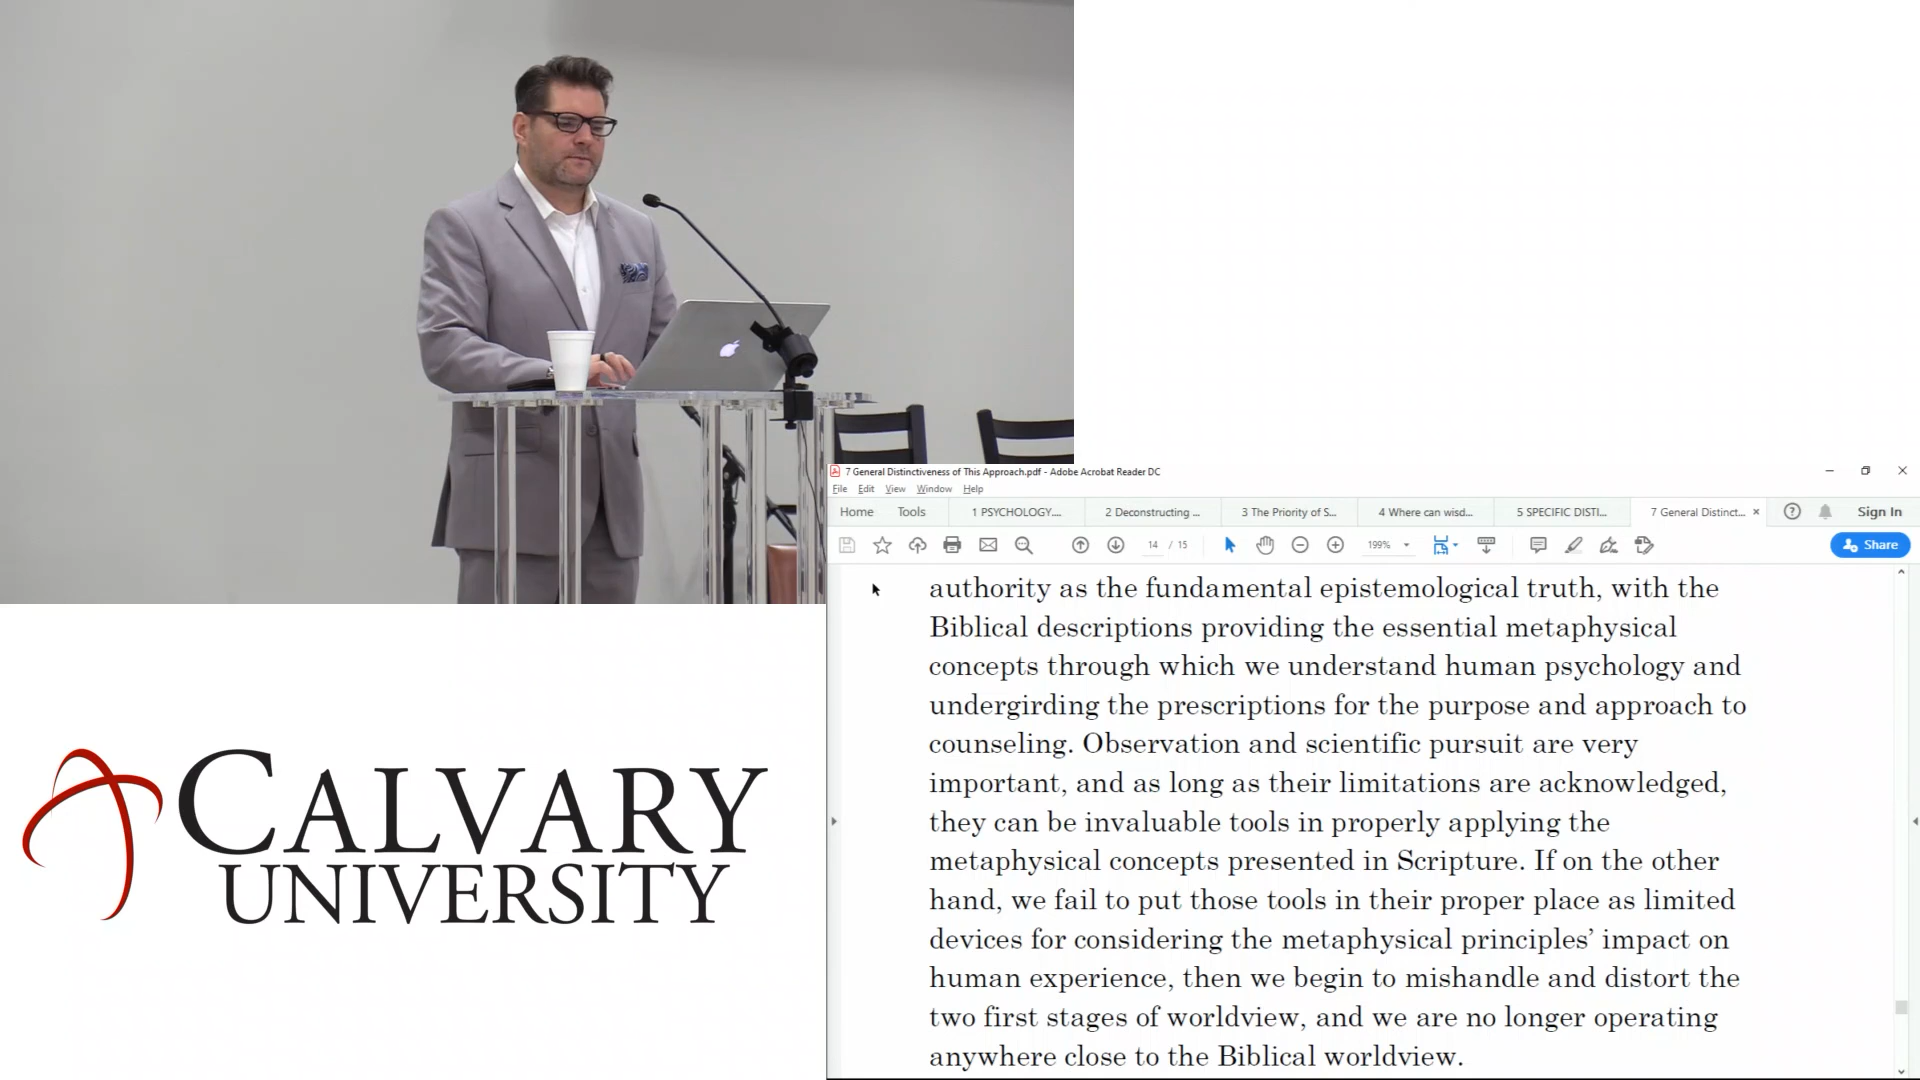 7 General Distinctiveness of This Approach.pdf - Adobe Acrobat Reader DC
File Edit View Window Help
Home Tools 1 PSYCHOLOGY.... 2 Deconstructing ... 3 The Priority of S... 4 Where can wisd... 5 SPECIFIC DISTI... 7 General Distinct... × Sign In
14 / 15 199% Share
authority as the fundamental epistemological truth, with the
Biblical descriptions providing the essential metaphysical
concepts through which we understand human psychology and
undergirding the prescriptions for the purpose and approach to
counseling. Observation and scientific pursuit are very
important, and as long as their limitations are acknowledged,
they can be invaluable tools in properly applying the
metaphysical concepts presented in Scripture. If on the other
hand, we fail to put those tools in their proper place as limited
devices for considering the metaphysical principles’ impact on
human experience, then we begin to mishandle and distort the
two first stages of worldview, and we are no longer operating
anywhere close to the Biblical worldview.
CALVARY
UNIVERSITY